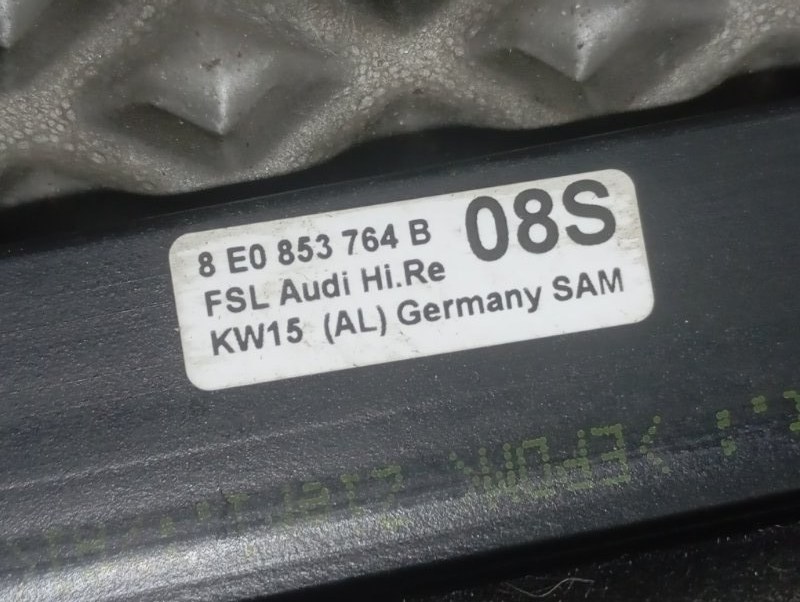 8 E0 853 764 B 08S
FSL Audi Hi.Re
KW15 (AL) Germany SAM